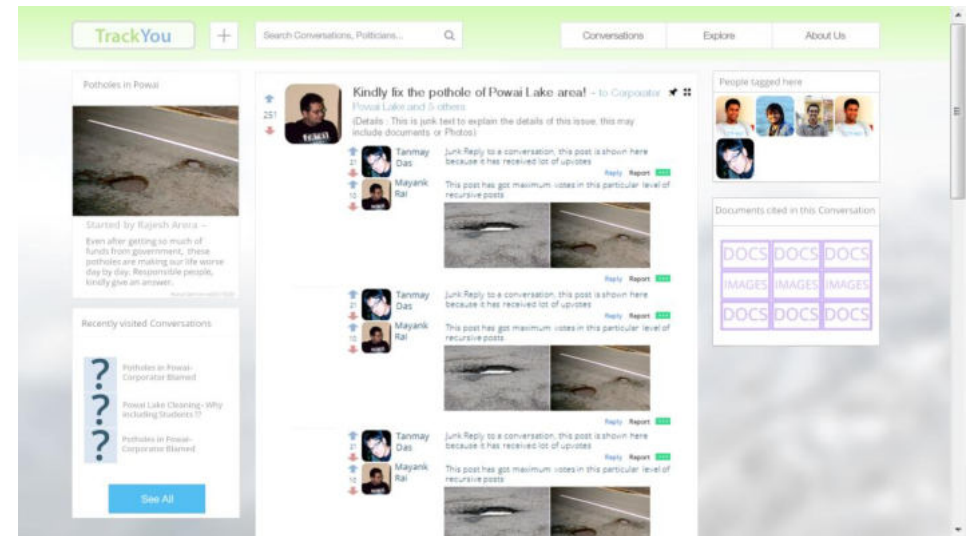 TrackYou
+
Search Conversations, Politicians...
Conversations
Explore
About Us
Potholes in Powai
Started by Rajesh Arora –
Even after getting so much of
funds from government, these
potholes are making our life worse
day by day. Responsible people,
kindly give an answer.
Recently visited Conversations
? Potholes in Powai-
Corporator Blamed
? Powai Lake Cleaning- Why
including Students !?
? Potholes in Powai-
Corporator Blamed
See All
251
Kindly fix the pothole of Powai Lake area! – to Corporator
Powai Lake and 5 others
(Details : This is junk text to explain the details of this issue, this may
include documents or Photos)
21
Tanmay
Das
Junk Reply to a conversation, this post is shown here
because it has received lot of upvotes
Reply Report
10
Mayank
Rai
This post has got maximum votes in this particular level of
recursive posts
Reply Report
21
Tanmay
Das
Junk Reply to a conversation, this post is shown here
because it has received lot of upvotes
Reply Report
10
Mayank
Rai
This post has got maximum votes in this particular level of
recursive posts
Reply Report
21
Tanmay
Das
Junk Reply to a conversation, this post is shown here
because it has received lot of upvotes
Reply Report
10
Mayank
Rai
This post has got maximum votes in this particular level of
recursive posts
People tagged here
Documents cited in this Conversation
DOCS DOCS DOCS
IMAGES IMAGES IMAGES
DOCS DOCS DOCS